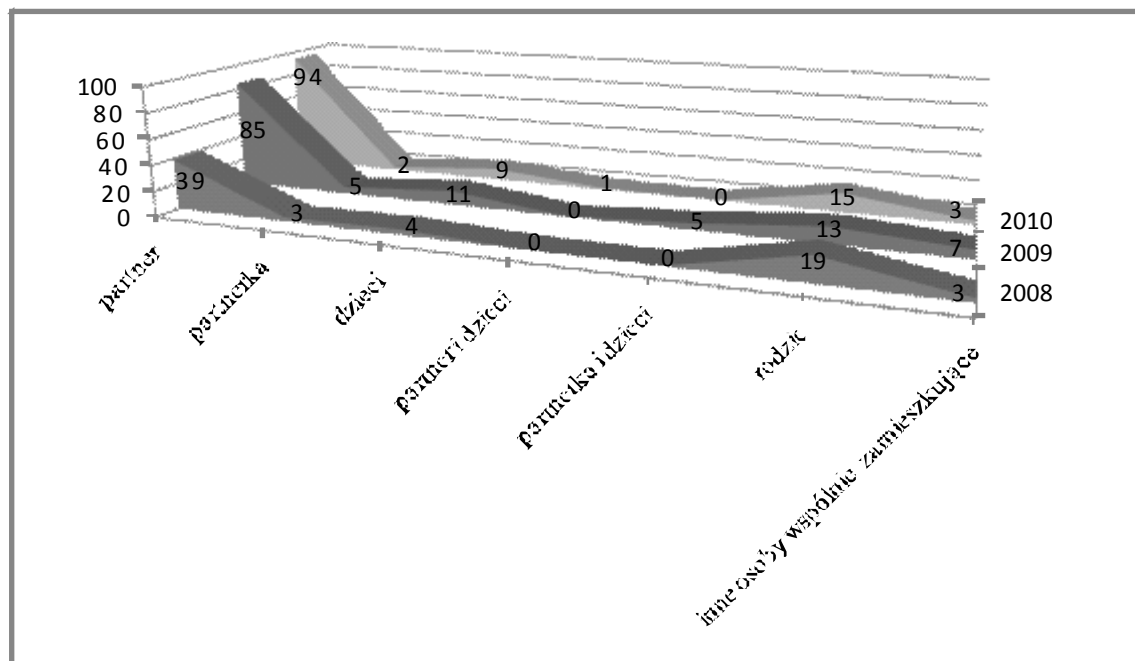 100
80
60
40
20
0
94 2 9 1 0 15 3
85 5 11 0 5 13 7
39 3 4 0 0 19 3
2010
2009
2008
partner
partnerka
dzieci
partner i dzieci
partnerka i dzieci
rodzic
inne osoby wspólnie zamieszkujące